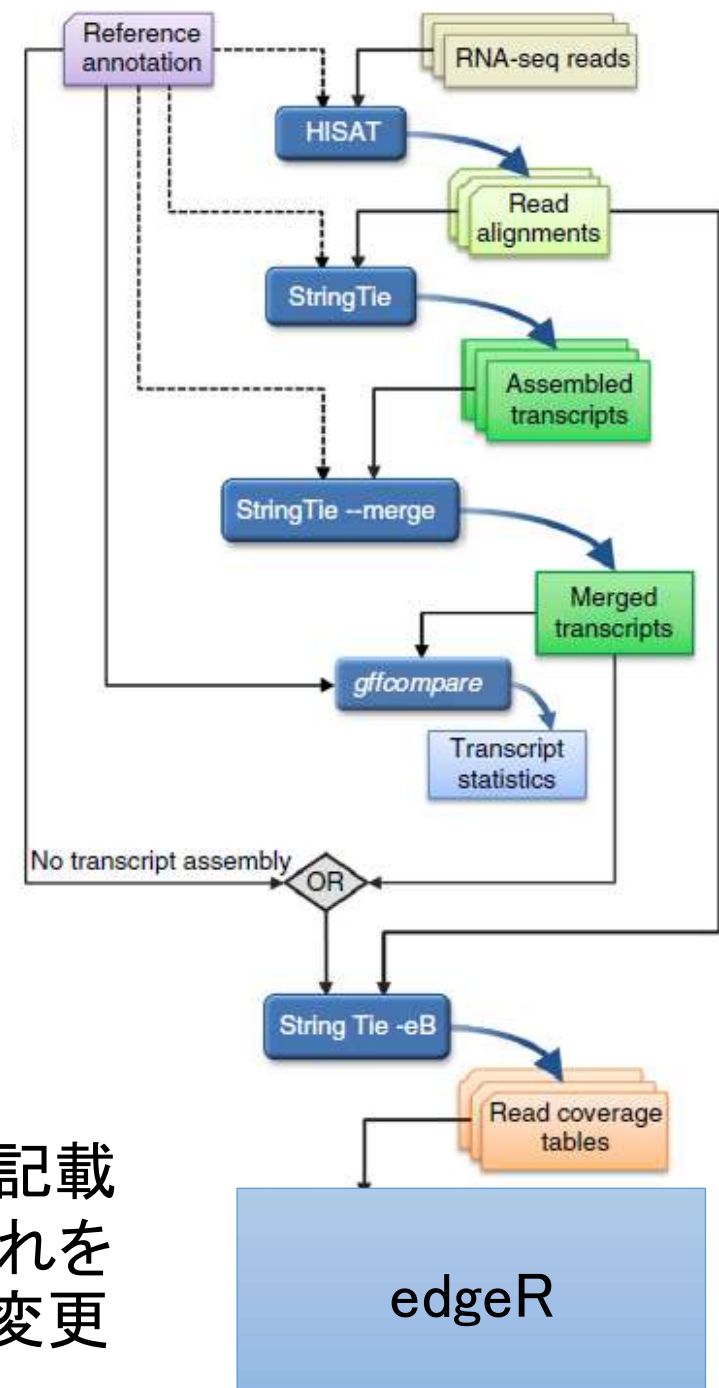 Reference
annotation
RNA-seq reads
HISAT
Read
alignments
StringTie
Assembled
transcripts
StringTie --merge
Merged
transcripts
gffcompare
Transcript
statistics
No transcript assembly
OR
String Tie -eB
Read coverage
tables
記載
れを
変更
edgeR